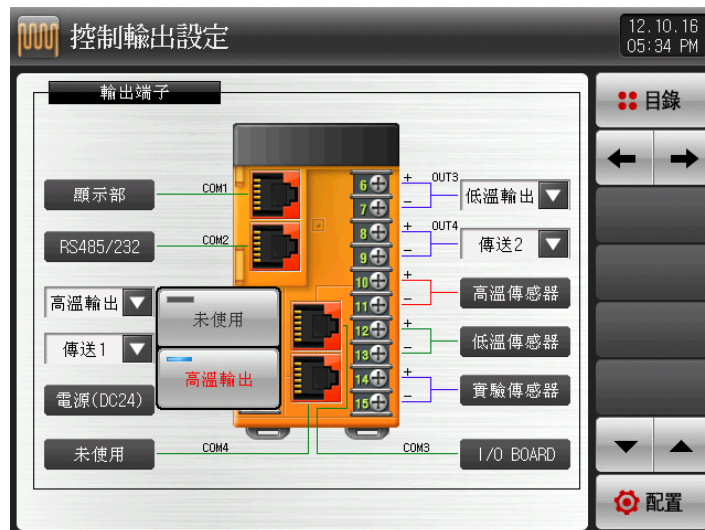 控制輸出設定
12.10.16
05:34 PM
輸出端子
目錄
顯示部
COM1
6
+
OUT3
低溫輸出
7
-
RS485/232
COM2
8
+
OUT4
傳送2
9
-
高溫輸出
未使用
10
+
高溫傳感器
11
-
傳送1
高溫輸出
12
+
低溫傳感器
13
-
電源(DC24)
14
+
實驗傳感器
15
-
未使用
COM4
COM3
I/O BOARD
配置